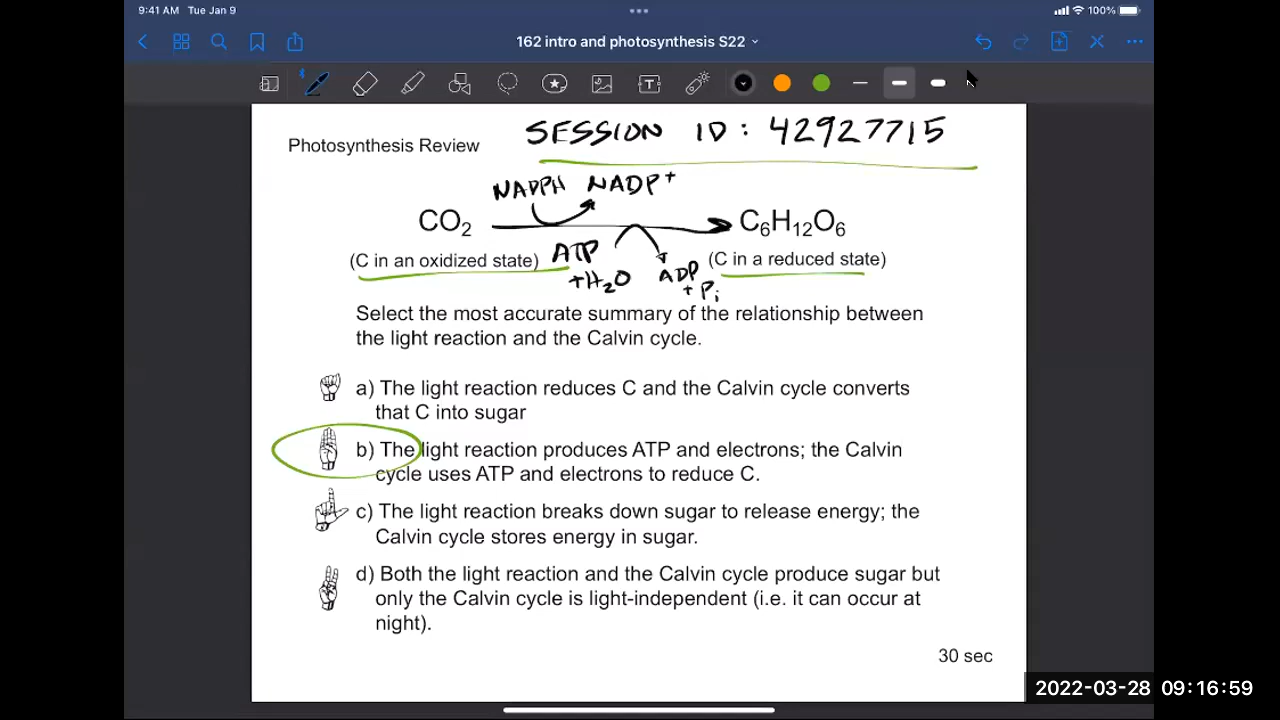 9:41 AM Tue Jan 9
100%
162 intro and photosynthesis S22
Photosynthesis Review
SESSION ID: 42927715
NADPH NADP+
CO₂
C₆H₁₂O₆
(C in an oxidized state)
ATP
+H₂O
ADP
+ Pi
(C in a reduced state)
Select the most accurate summary of the relationship between
the light reaction and the Calvin cycle.
a) The light reaction reduces C and the Calvin cycle converts
that C into sugar
b) The light reaction produces ATP and electrons; the Calvin
cycle uses ATP and electrons to reduce C.
c) The light reaction breaks down sugar to release energy; the
Calvin cycle stores energy in sugar.
d) Both the light reaction and the Calvin cycle produce sugar but
only the Calvin cycle is light-independent (i.e. it can occur at
night).
30 sec
2022-03-28 09:16:59